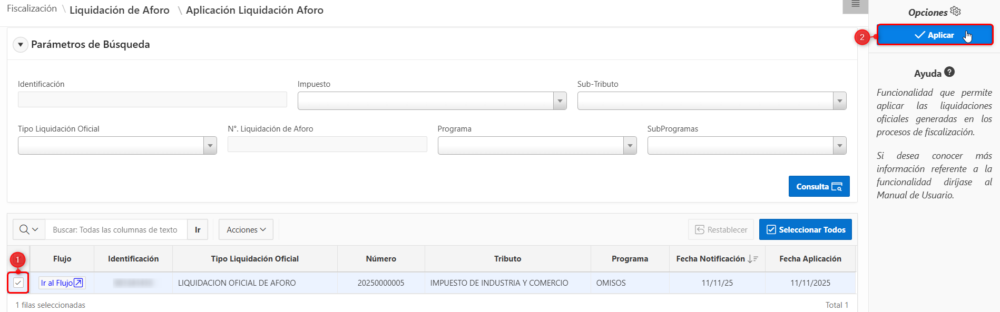 Fiscalización \ Liquidación de Aforo \ Aplicación Liquidación Aforo
Opciones
2
Aplicar
Parámetros de Búsqueda
Identificación
Impuesto
Sub-Tributo
Tipo Liquidación Oficial
N°. Liquidación de Aforo
Programa
SubProgramas
Consulta
Ayuda
Funcionalidad que permite
aplicar las liquidaciones
oficiales generadas en los
procesos de fiscalización.
Si desea conocer más
información referente a la
funcionalidad diríjase al
Manual de Usuario.
Buscar: Todas las columnas de texto
Ir
Acciones
Restablecer
Seleccionar Todos
1
Flujo Identificación Tipo Liquidación Oficial Número Tributo Programa Fecha Notificación Fecha Aplicación
Ir al Flujo LIQUIDACION OFICIAL DE AFORO 20250000005 IMPUESTO DE INDUSTRIA Y COMERCIO OMISOS 11/11/25 11/11/2025
1 filas seleccionadas
Total 1